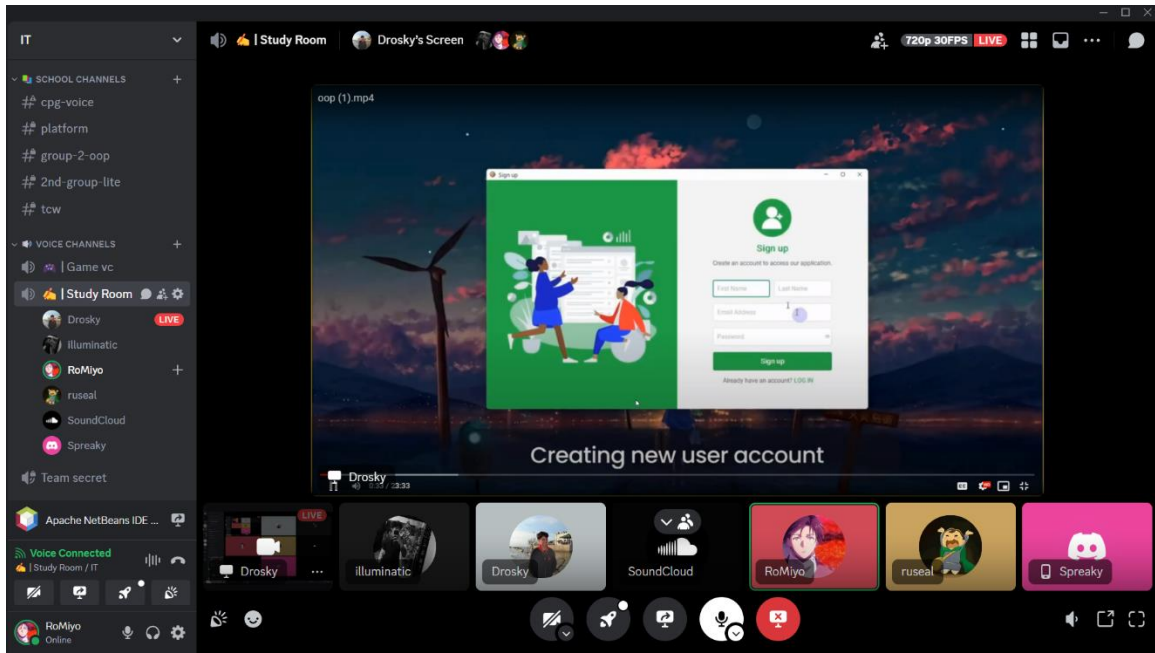 IT
SCHOOL CHANNELS
cpg-voice
platform
group-2-oop
2nd-group-lite
tcw
VOICE CHANNELS
| Game vc
| Study Room
Drosky LIVE
illuminatic
RoMiyo
ruseal
SoundCloud
Spreaky
Team secret
Apache NetBeans IDE ...
Voice Connected
| Study Room / IT
RoMiyo
Online
| Study Room
Drosky's Screen
720p 30FPS LIVE
oop (1).mp4
Sign up
Sign up
Create an account to access our application.
First Name
Last Name
Email Address
Password
Sign up
Already have an account? LOG IN
Creating new user account
Drosky
LIVE
Drosky
illuminatic
Drosky
SoundCloud
RoMiyo
ruseal
Spreaky